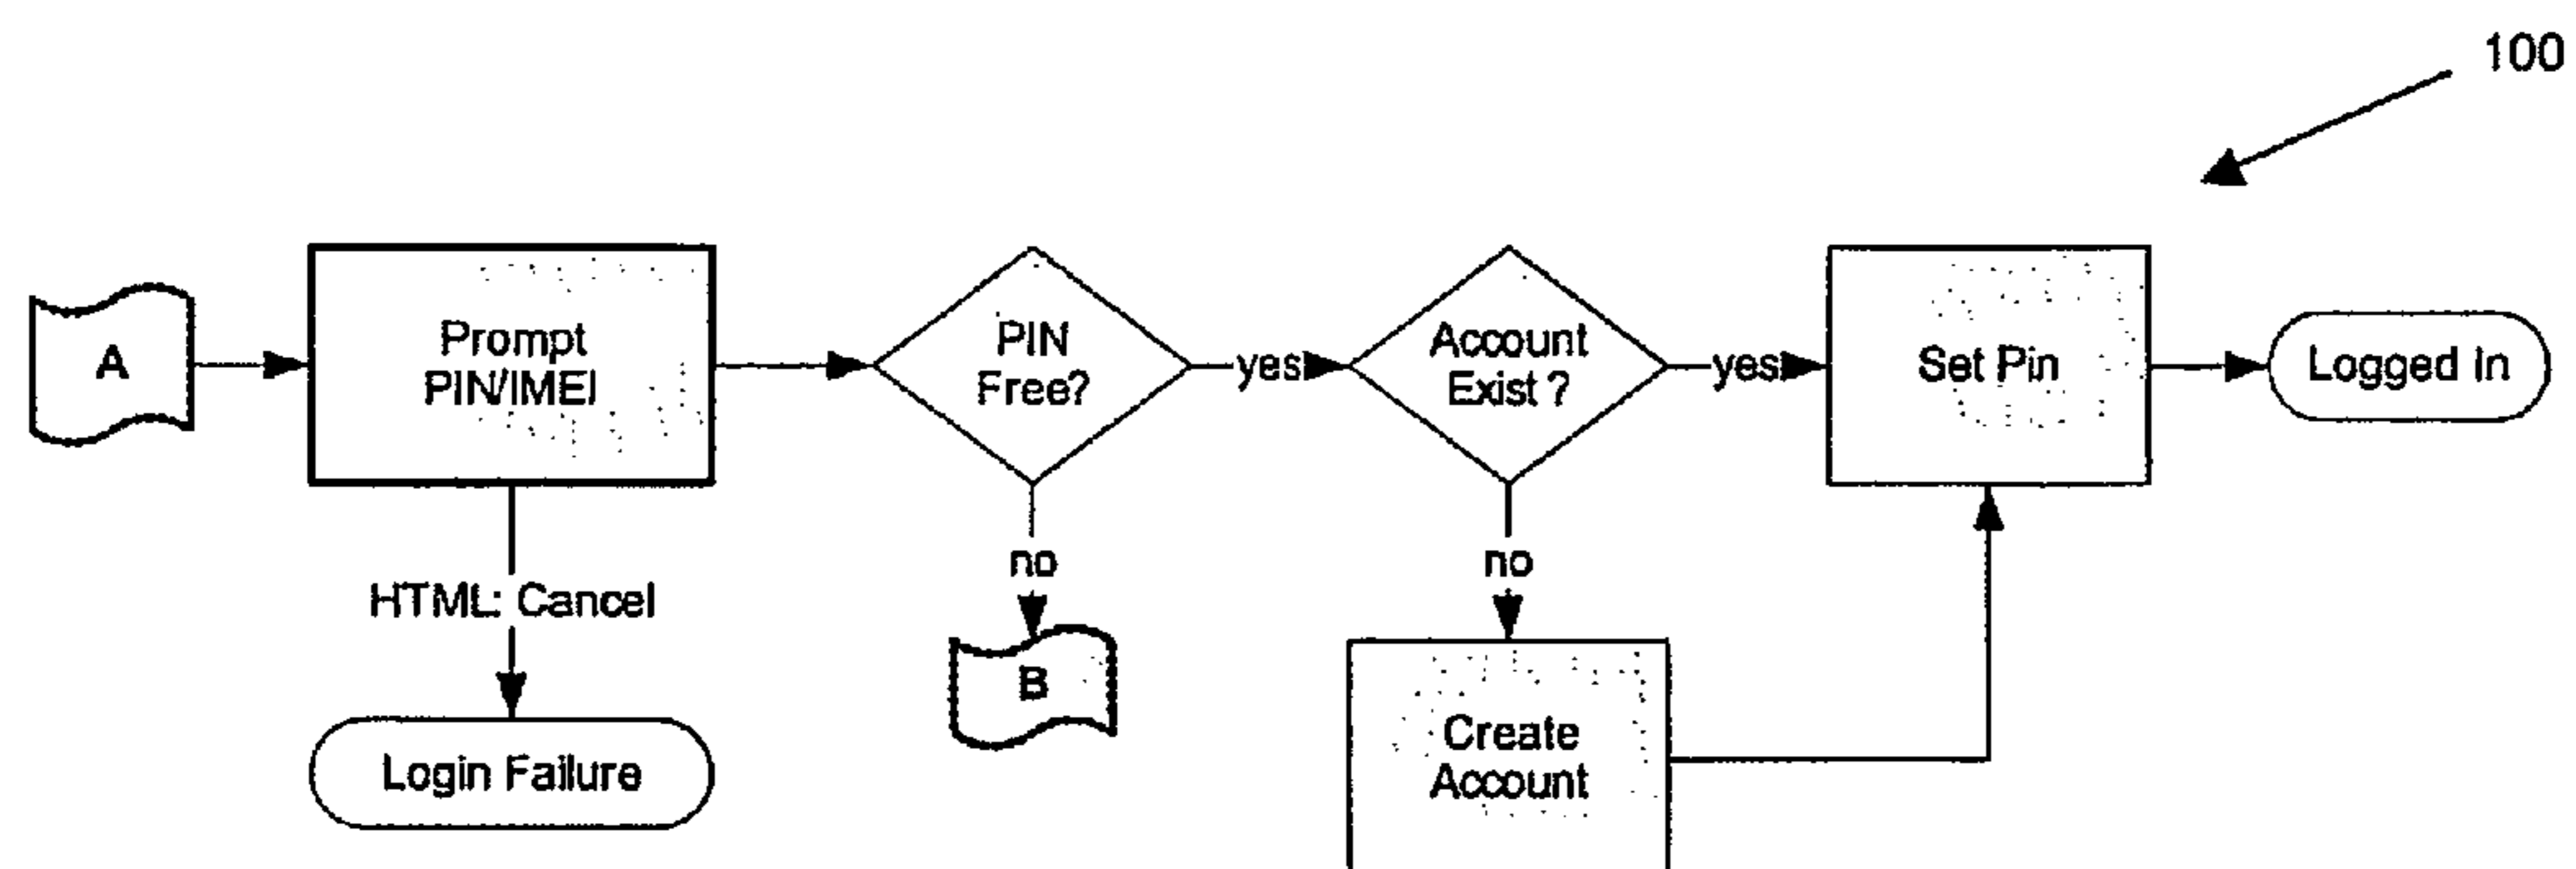 100
A
Prompt
PIN/IMEI
PIN
Free?
yes
Account
Exist ?
yes
Set Pin
Logged In
HTML: Cancel
no
no
B
Login Failure
Create
Account